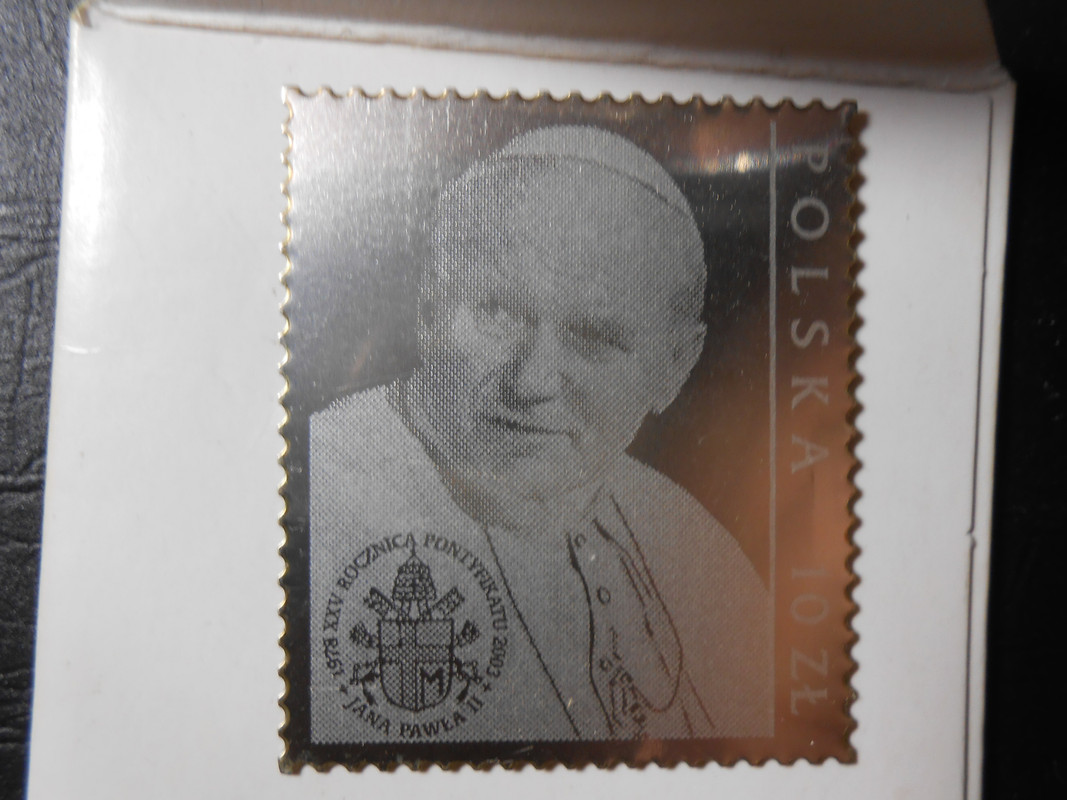 POLSKA 10 ZŁ
1978 XXV ROCZNICA PONTYFIKATU 2003
* JANA PAWŁA II *
M